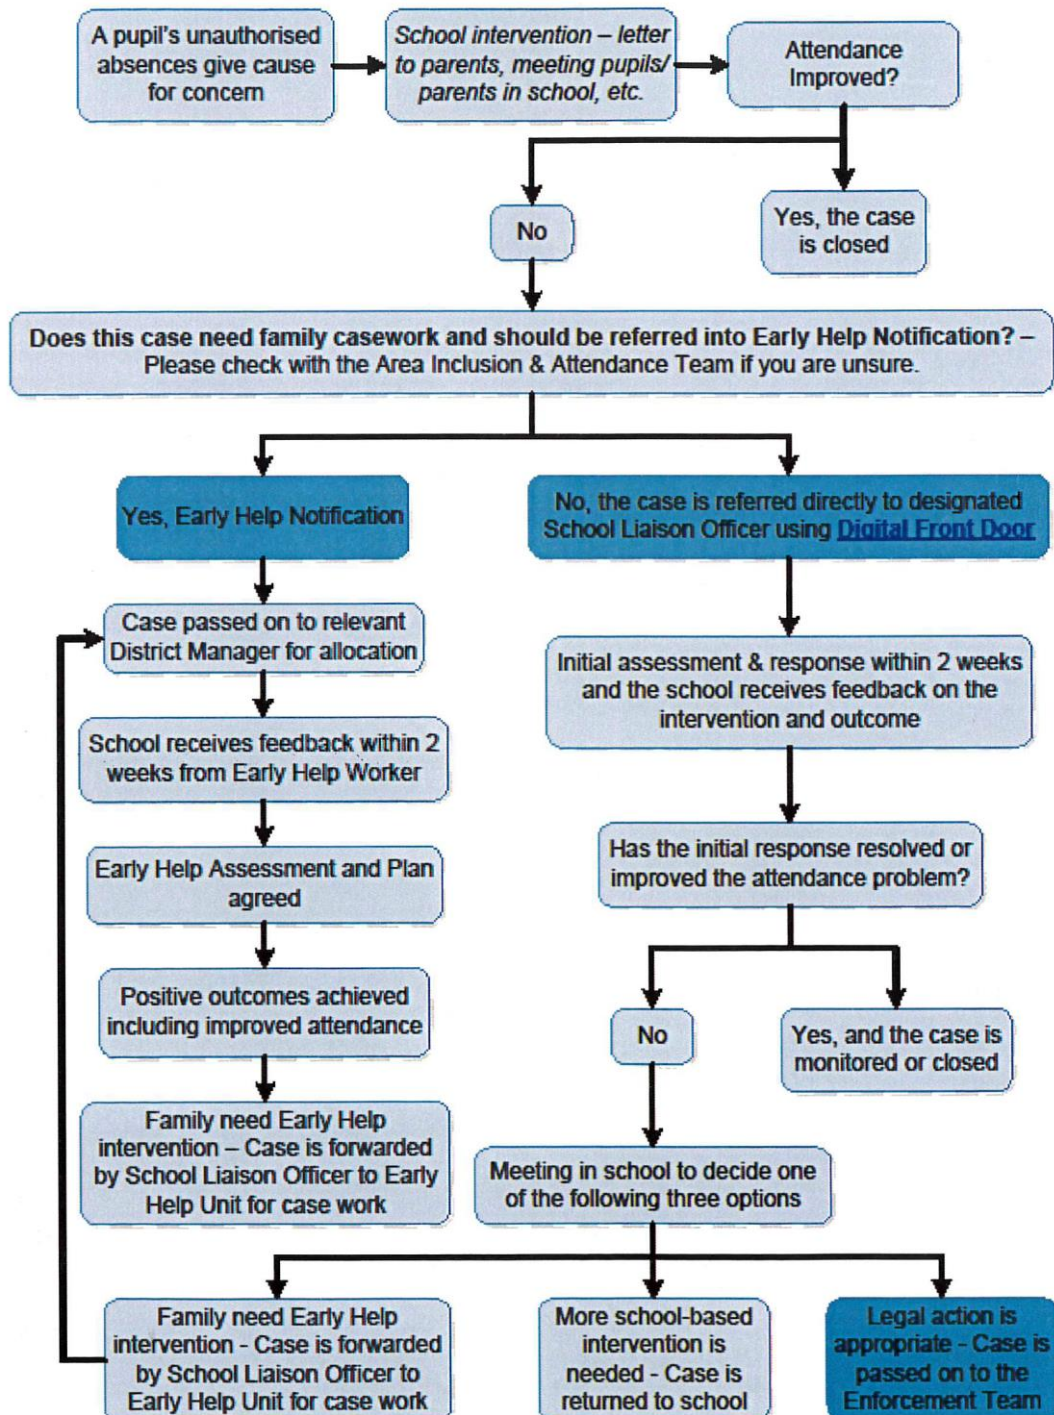 A pupil's unauthorised
absences give cause
for concern
School intervention – letter
to parents, meeting pupils/
parents in school, etc.
Attendance
Improved?
No
Yes, the case
is closed
Does this case need family casework and should be referred into Early Help Notification? –
Please check with the Area Inclusion & Attendance Team if you are unsure.
Yes, Early Help Notification
No, the case is referred directly to designated
School Liaison Officer using Digital Front Door
Case passed on to relevant
District Manager for allocation
School receives feedback within 2
weeks from Early Help Worker
Early Help Assessment and Plan
agreed
Positive outcomes achieved
including improved attendance
Family need Early Help
intervention – Case is forwarded
by School Liaison Officer to Early
Help Unit for case work
Initial assessment & response within 2 weeks
and the school receives feedback on the
intervention and outcome
Has the initial response resolved or
improved the attendance problem?
No
Yes, and the case is
monitored or closed
Meeting in school to decide one
of the following three options
Family need Early Help
intervention - Case is forwarded
by School Liaison Officer to
Early Help Unit for case work
More school-based
intervention is
needed - Case is
returned to school
Legal action is
appropriate - Case is
passed on to the
Enforcement Team